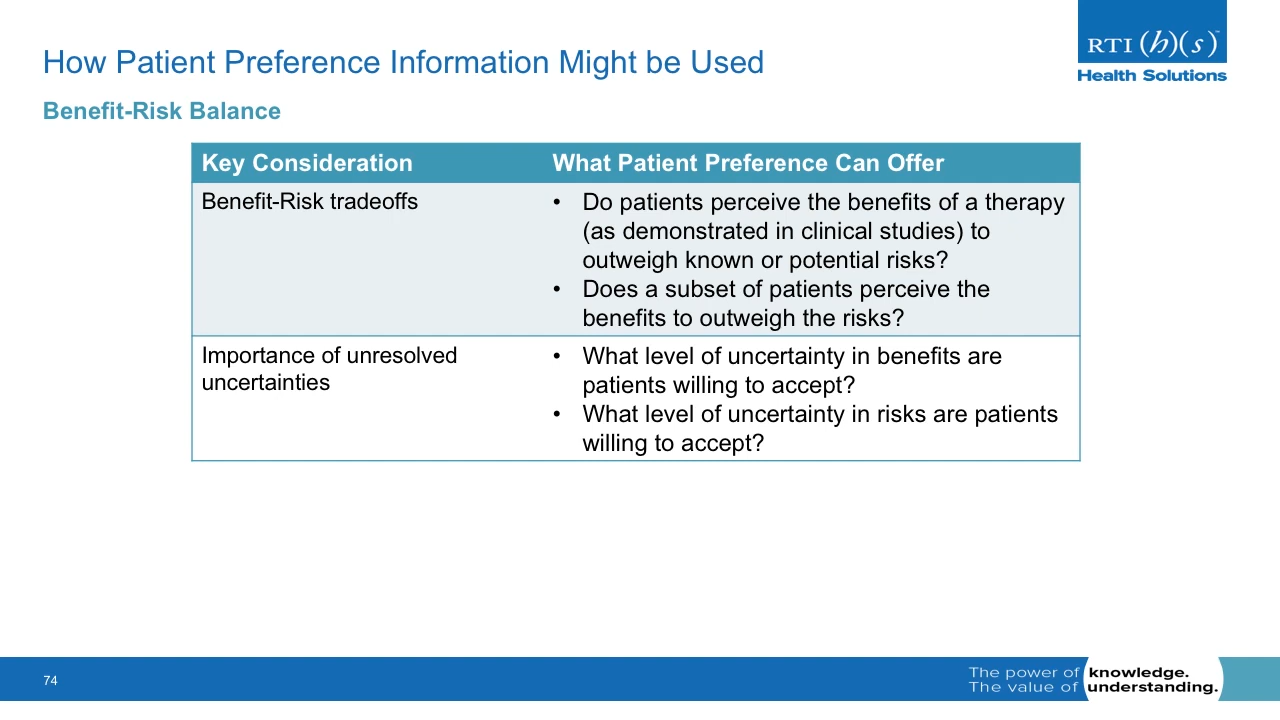 How Patient Preference Information Might be Used
RTI (h)(s)™
Health Solutions
Benefit-Risk Balance
Key Consideration
What Patient Preference Can Offer
Benefit-Risk tradeoffs
• Do patients perceive the benefits of a therapy
(as demonstrated in clinical studies) to
outweigh known or potential risks?
• Does a subset of patients perceive the
benefits to outweigh the risks?
Importance of unresolved
uncertainties
• What level of uncertainty in benefits are
patients willing to accept?
• What level of uncertainty in risks are patients
willing to accept?
74
The power of knowledge.
The value of understanding.